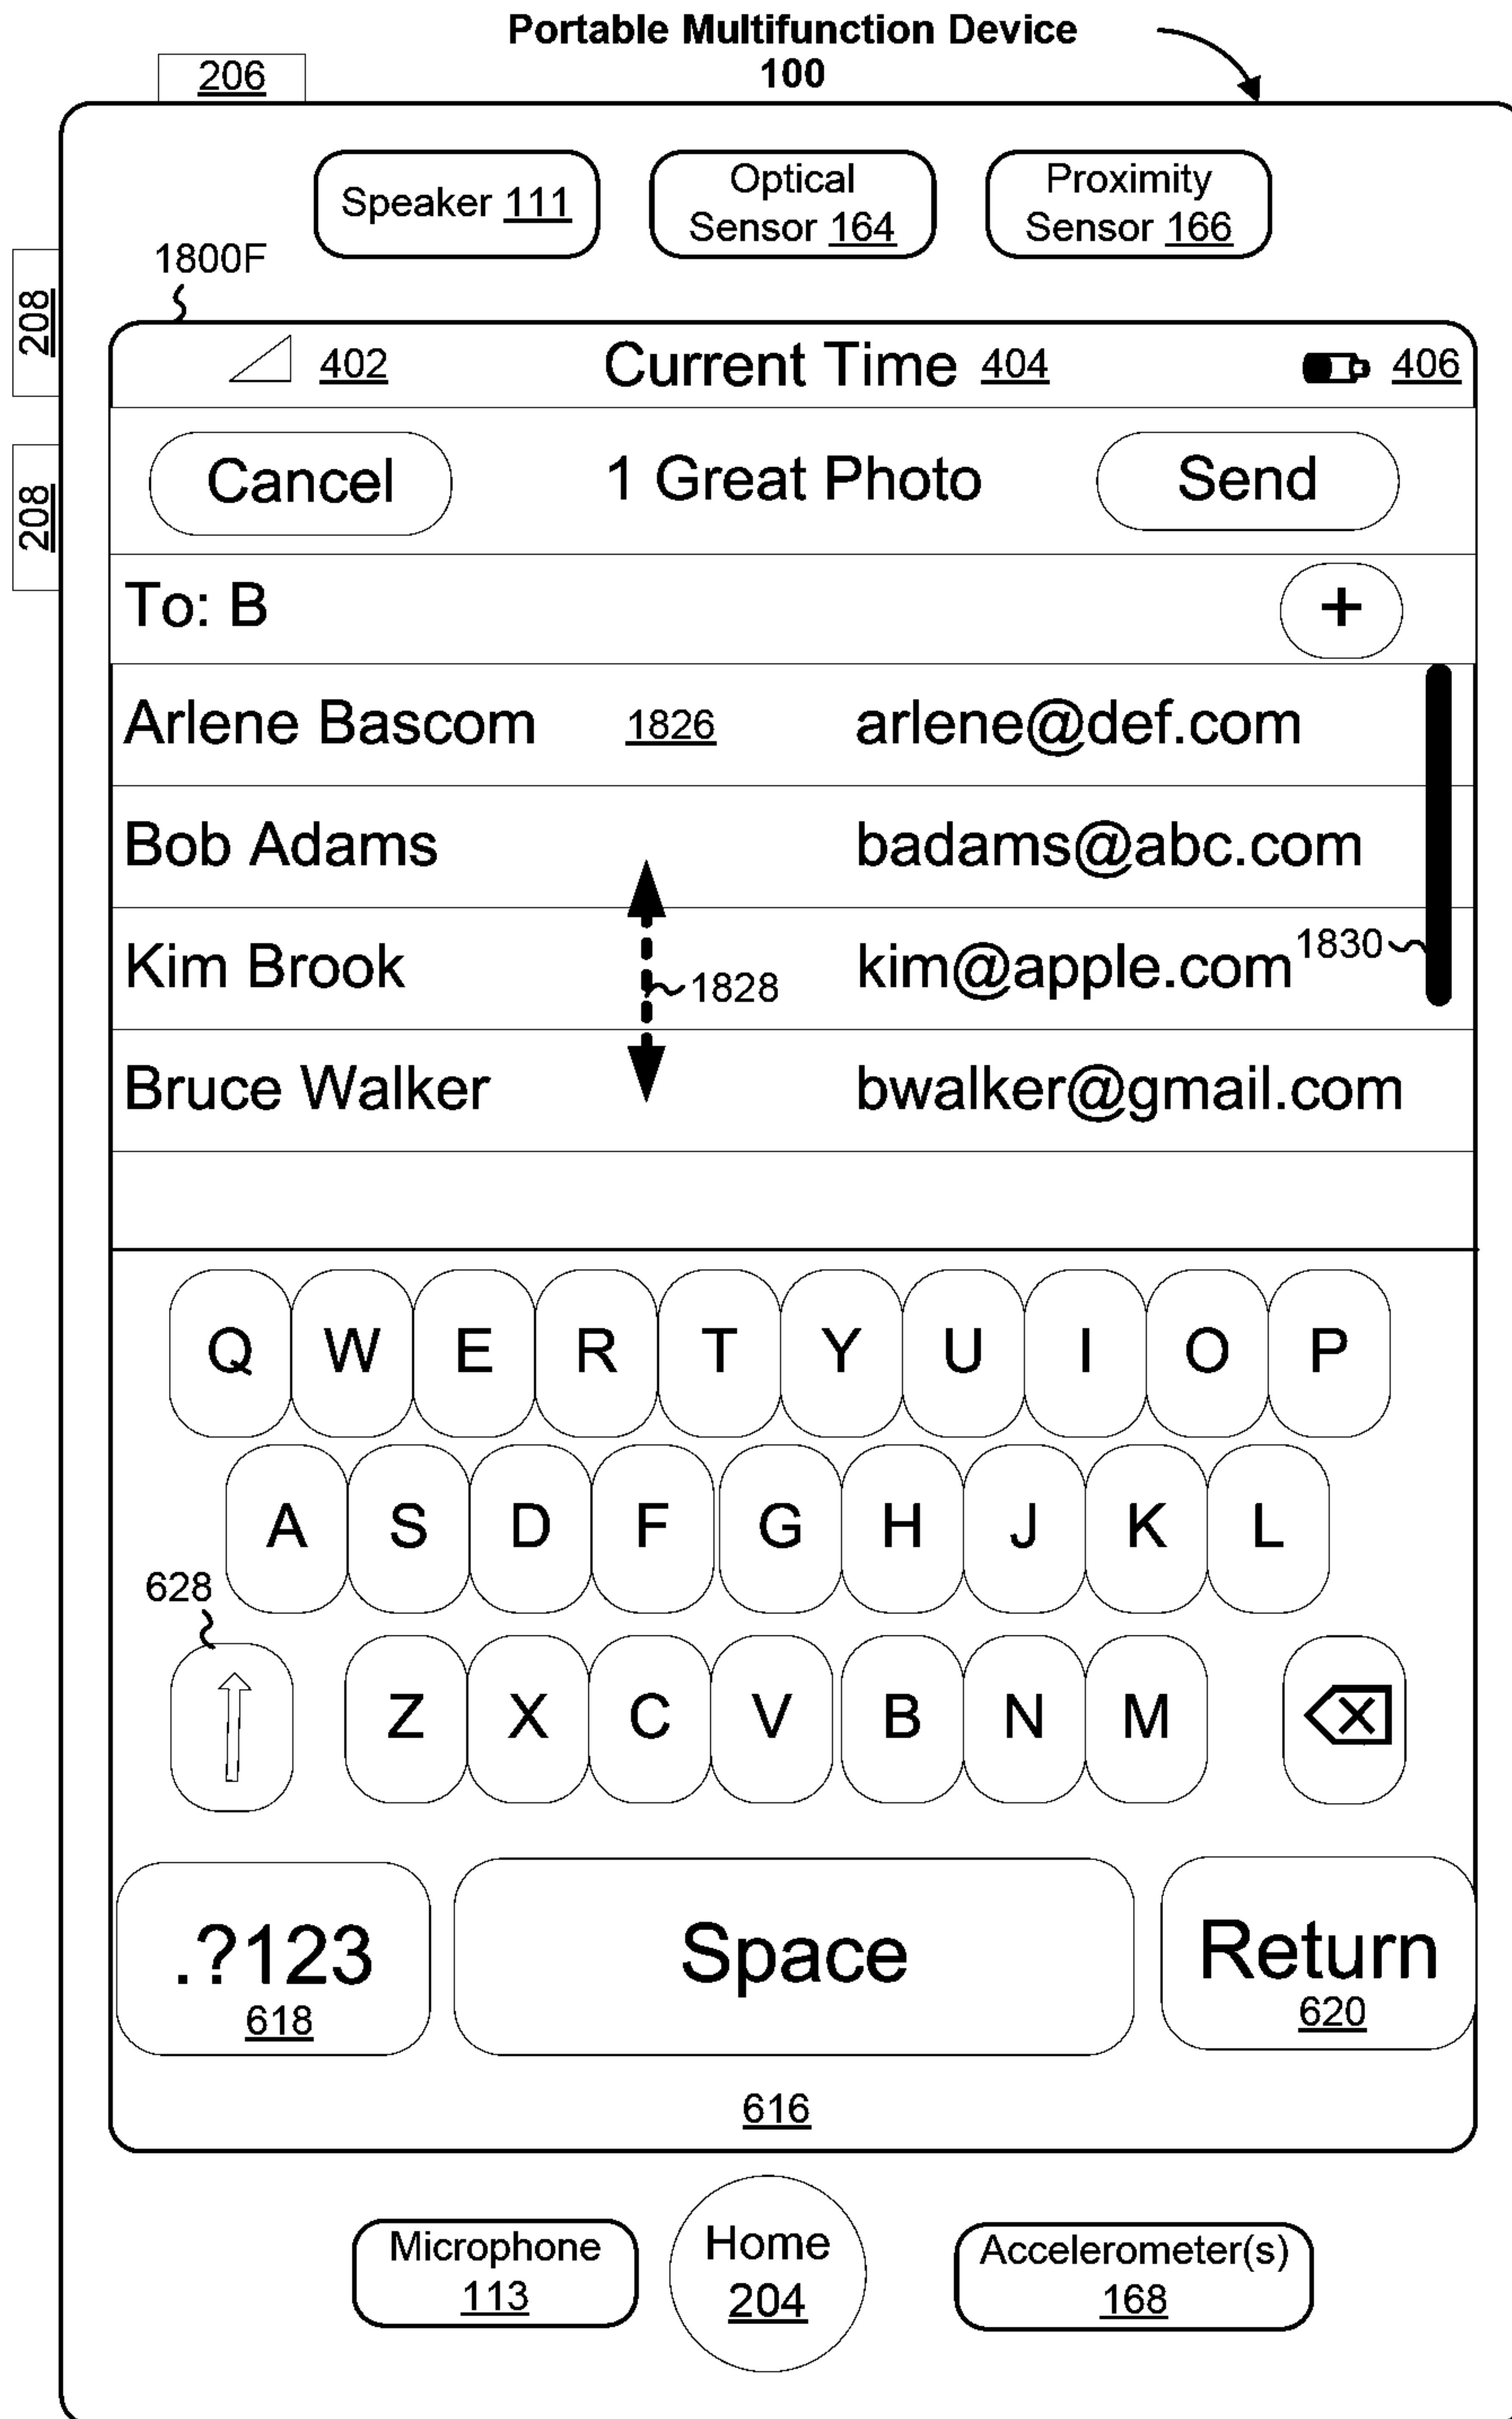 Portable Multifunction Device
100
206
Speaker 111
Optical
Sensor 164
Proximity
Sensor 166
208
1800F
402 Current Time 404 406
208
Cancel 1 Great Photo Send
To: B +
Arlene Bascom 1826 arlene@def.com
Bob Adams badams@abc.com
Kim Brook 1828 kim@apple.com 1830
Bruce Walker bwalker@gmail.com
Q W E R T Y U I O P
A S D F G H J K L
628
Z X C V B N M
.?123 Space Return
618 620
616
Microphone
113
Home
204
Accelerometer(s)
168